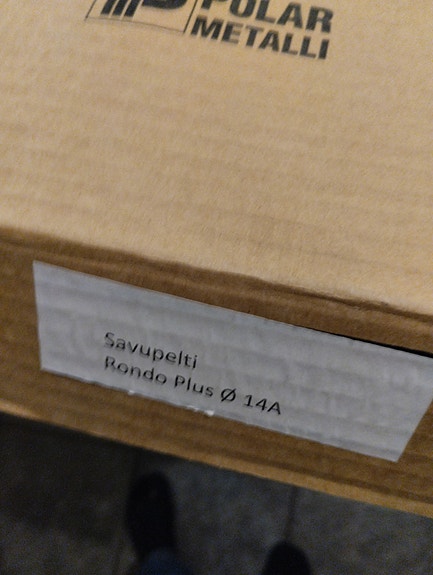 POLAR
METALLI
Savupelti
Rondo Plus Ø 14A